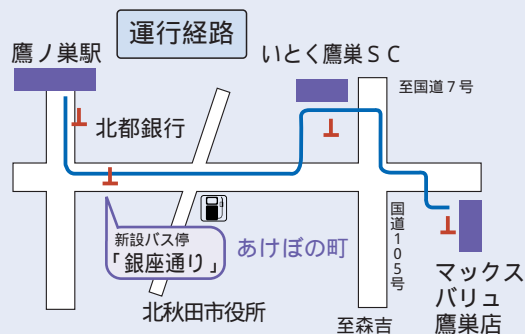 運行経路
鷹ノ巣駅
いとく鷹巣ＳＣ
至国道７号
北都銀行
新設バス停
「銀座通り」
あけぼの町
国道105号
北秋田市役所
至森吉
マックス
バリュ
鷹巣店